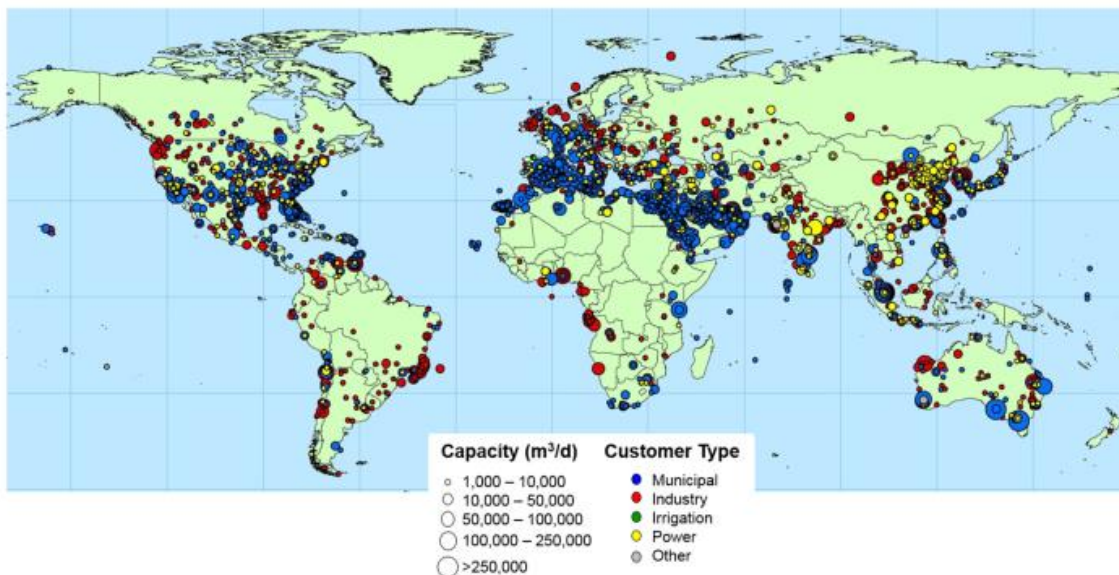 Capacity (m³/d)
1,000 – 10,000
10,000 – 50,000
50,000 – 100,000
100,000 – 250,000
>250,000
Customer Type
Municipal
Industry
Irrigation
Power
Other